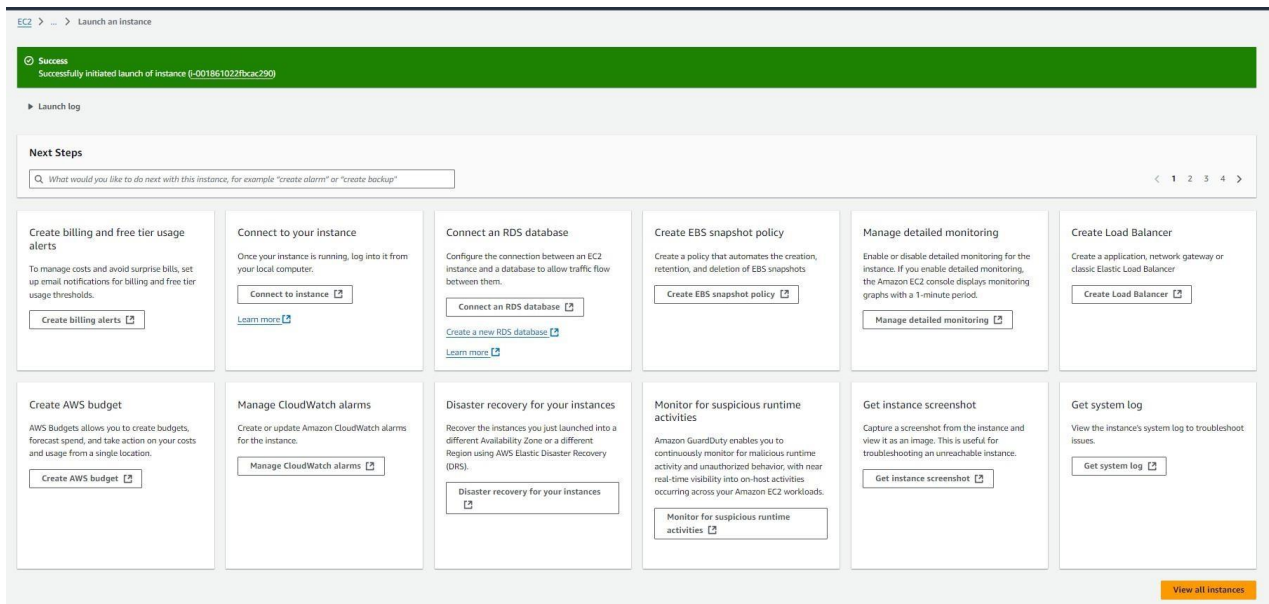 EC2 > ... > Launch an instance
Success
Successfully initiated launch of instance (i-001861022fbcac290)
Launch log
Next Steps
What would you like to do next with this instance, for example "create alarm" or "create backup"
< 1 2 3 4 >
Create billing and free tier usage
alerts
To manage costs and avoid surprise bills, set
up email notifications for billing and free tier
usage thresholds.
Create billing alerts
Connect to your instance
Once your instance is running, log into it from
your local computer.
Connect to instance
Learn more
Connect an RDS database
Configure the connection between an EC2
instance and a database to allow traffic flow
between them.
Connect an RDS database
Create a new RDS database
Learn more
Create EBS snapshot policy
Create a policy that automates the creation,
retention, and deletion of EBS snapshots
Create EBS snapshot policy
Manage detailed monitoring
Enable or disable detailed monitoring for the
instance. If you enable detailed monitoring,
the Amazon EC2 console displays monitoring
graphs with a 1-minute period.
Manage detailed monitoring
Create Load Balancer
Create a application, network gateway or
classic Elastic Load Balancer
Create Load Balancer
Create AWS budget
AWS Budgets allows you to create budgets,
forecast spend, and take action on your costs
and usage from a single location.
Create AWS budget
Manage CloudWatch alarms
Create or update Amazon CloudWatch alarms
for the instance.
Manage CloudWatch alarms
Disaster recovery for your instances
Recover the instances you just launched into a
different Availability Zone or a different
Region using AWS Elastic Disaster Recovery
(DRS).
Disaster recovery for your instances
Monitor for suspicious runtime
activities
Amazon GuardDuty enables you to
continuously monitor for malicious runtime
activity and unauthorized behavior, with near
real-time visibility into on-host activities
occurring across your Amazon EC2 workloads.
Monitor for suspicious runtime
activities
Get instance screenshot
Capture a screenshot from the instance and
view it as an image. This is useful for
troubleshooting an unreachable instance.
Get instance screenshot
Get system log
View the instance's system log to troubleshoot
issues.
Get system log
View all instances